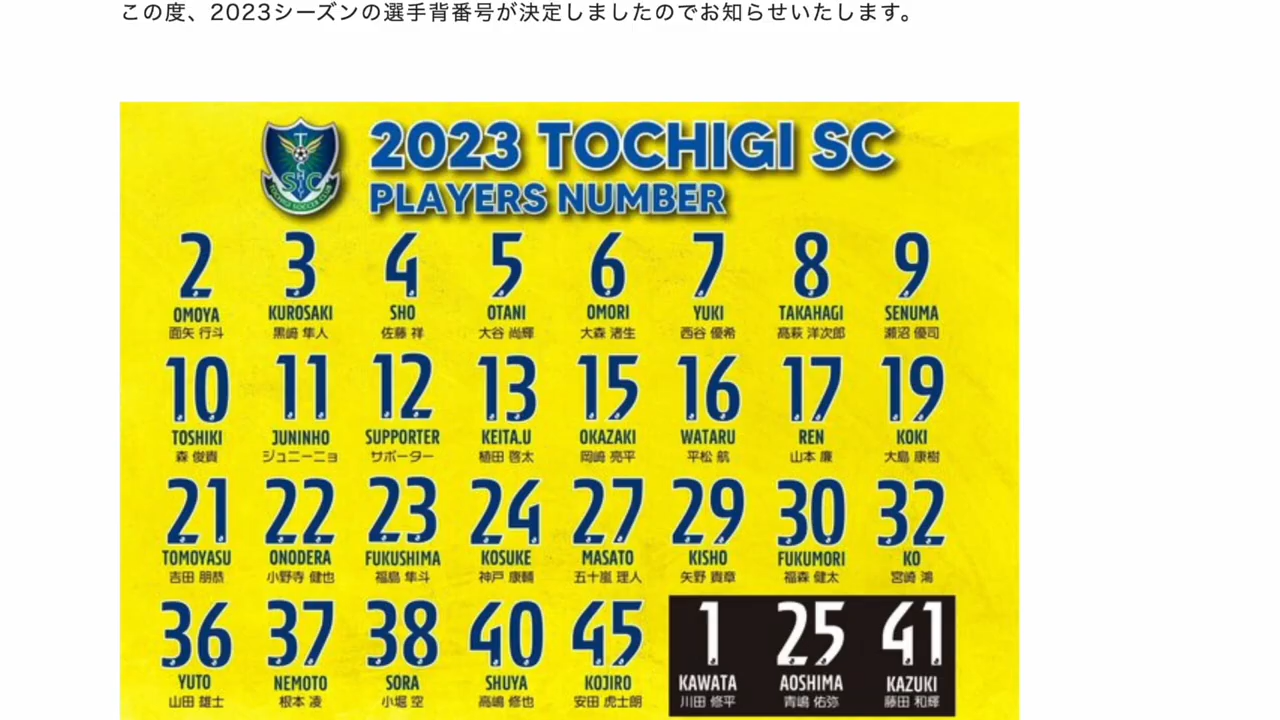 この度、2023シーズンの選手背番号が決定しましたのでお知らせいたします。
T
C H
S I C
TOCHIGI SOCCER CLUB
2023 TOCHIGI SC
PLAYERS NUMBER
2 3 4 5 6 7 8 9
OMOYA KUROSAKI SHO OTANI OMORI YUKI TAKAHAGI SENUMA
面矢 行斗 黒﨑 隼人 佐藤 祥 大谷 尚輝 大森 渚生 西谷 優希 髙萩 洋次郎 瀬沼 優司
10 11 12 13 15 16 17 19
TOSHIKI JUNINHO SUPPORTER KEITA.U OKAZAKI WATARU REN KOKI
森 俊貴 ジュニーニョ サポーター 植田 啓太 岡﨑 亮平 平松 航 山本 廉 大島 康樹
21 22 23 24 27 29 30 32
TOMOYASU ONODERA FUKUSHIMA KOSUKE MASATO KISHO FUKUMORI KO
吉田 朋恭 小野寺 健也 福島 隼斗 神戸 康輔 五十嵐 理人 矢野 貴章 福森 健太 宮崎 鴻
36 37 38 40 45 1 25 41
YUTO NEMOTO SORA SHUYA KOJIRO KAWATA AOSHIMA KAZUKI
山田 雄士 根本 凌 小堀 空 高嶋 修也 安田 虎士朗 川田 修平 青嶋 佑弥 藤田 和輝